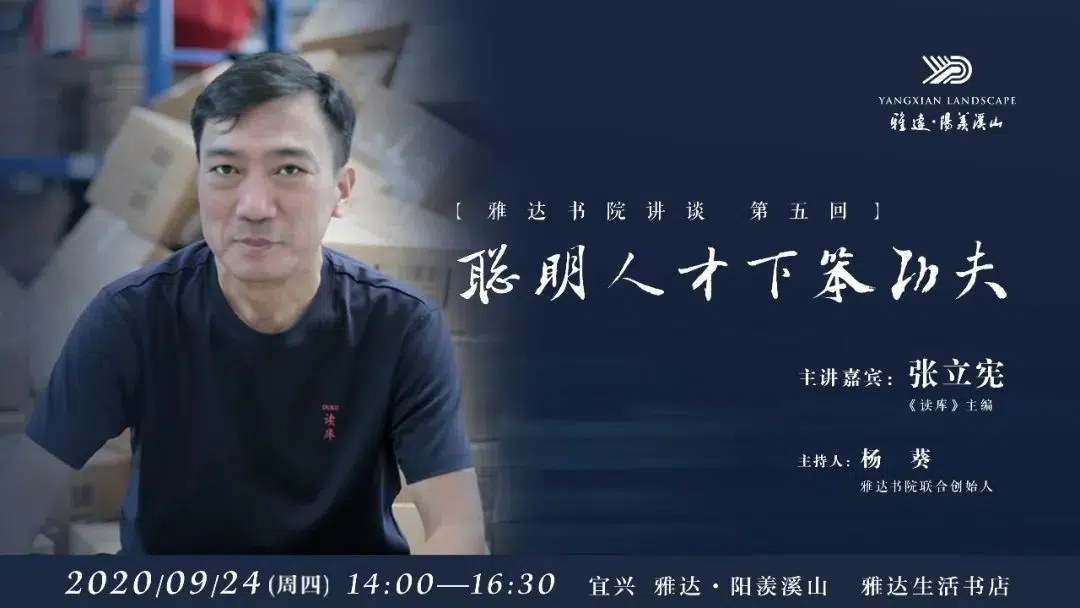 YANGXIAN LANDSCAPE
雅达·陽羡溪山
【雅达书院讲谈 第五回】
聪明人才下笨功夫
主讲嘉宾：张立宪
《读库》主编
主持人：杨 葵
雅达书院联合创始人
DUKU
读库
2020/09/24(周四) 14:00—16:30 宜兴 雅达·阳羡溪山 雅达生活书店